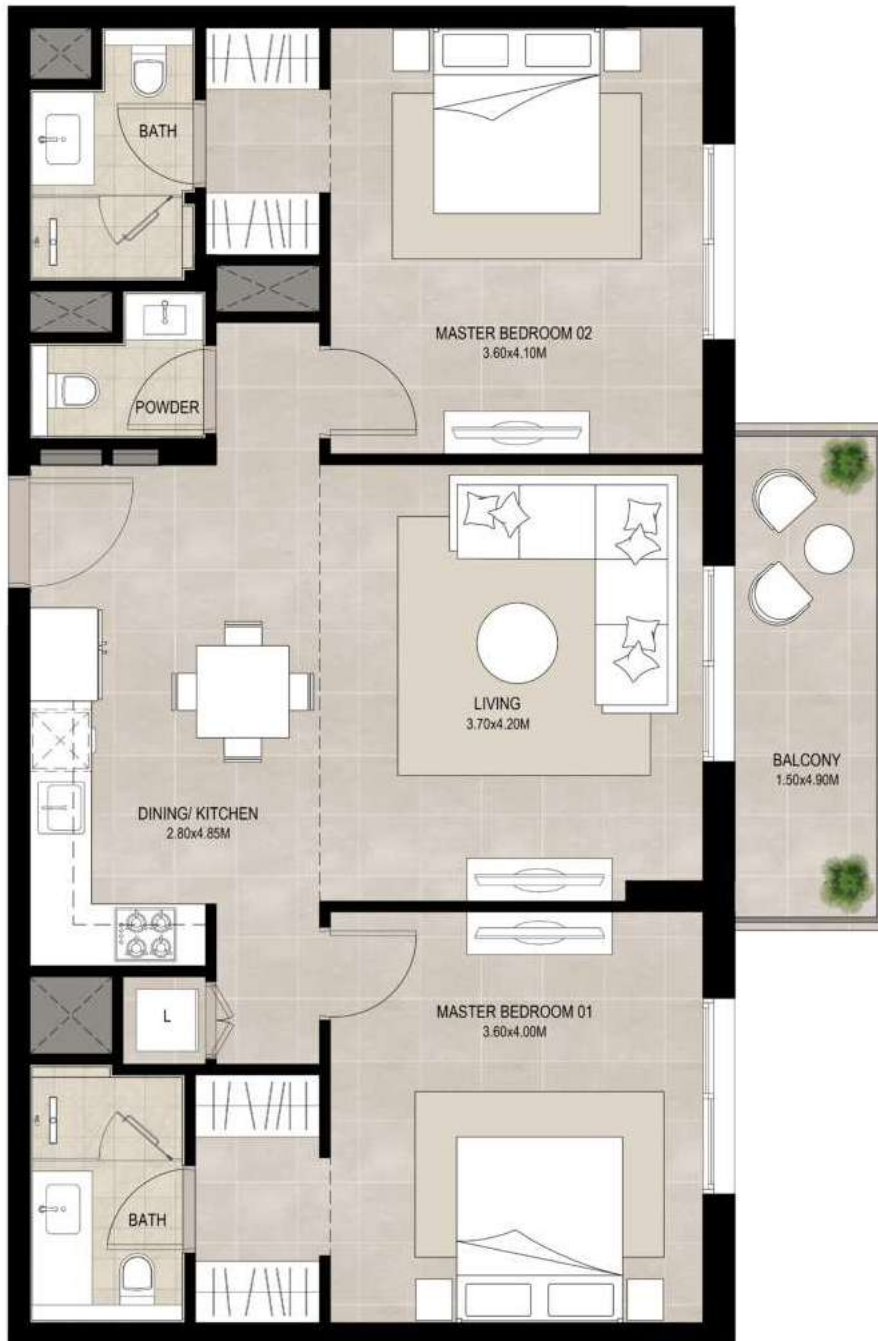 BATH
MASTER BEDROOM 02
3.60x4.10M
POWDER
LIVING
3.70x4.20M
BALCONY
1.50x4.90M
DINING/ KITCHEN
2.80x4.85M
L
MASTER BEDROOM 01
3.60x4.00M
BATH